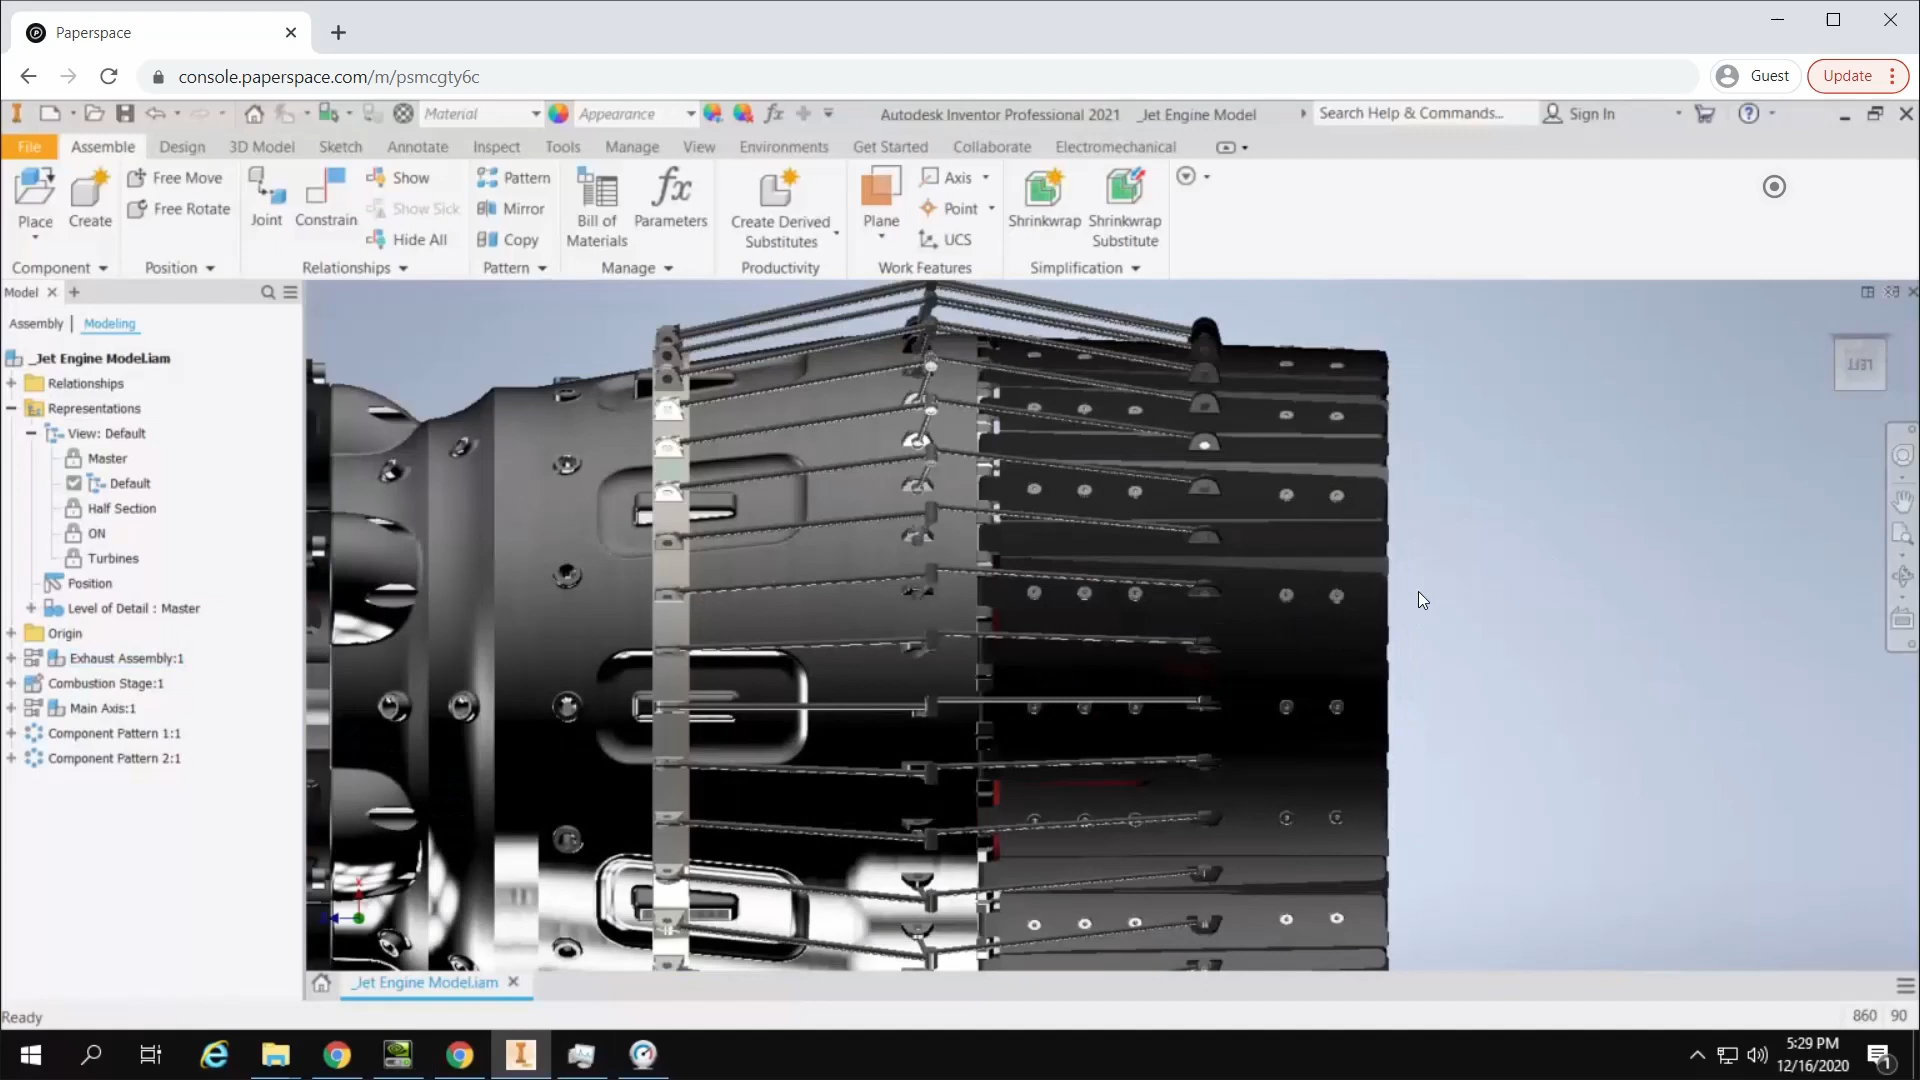 Paperspace
console.paperspace.com/m/psmcgty6c
Guest
Update
Material
Appearance
Autodesk Inventor Professional 2021 _Jet Engine Model
Search Help & Commands...
Sign In
File Assemble Design 3D Model Sketch Annotate Inspect Tools Manage View Environments Get Started Collaborate Electromechanical
Place
Create
Free Move
Free Rotate
Joint
Constrain
Show
Show Sick
Hide All
Pattern
Mirror
Copy
Bill of
Materials
fx
Parameters
Create Derived
Substitutes
Plane
Axis
Point
UCS
Shrinkwrap
Shrinkwrap
Substitute
Component
Position
Relationships
Pattern
Manage
Productivity
Work Features
Simplification
Model
Assembly
Modeling
_Jet Engine Model.iam
Relationships
Representations
View: Default
Master
Default
Half Section
ON
Turbines
Position
Level of Detail : Master
Origin
Exhaust Assembly:1
Combustion Stage:1
Main Axis:1
Component Pattern 1:1
Component Pattern 2:1
LEFT
_Jet Engine Model.iam
Ready
860 90
5:29 PM
12/16/2020
1